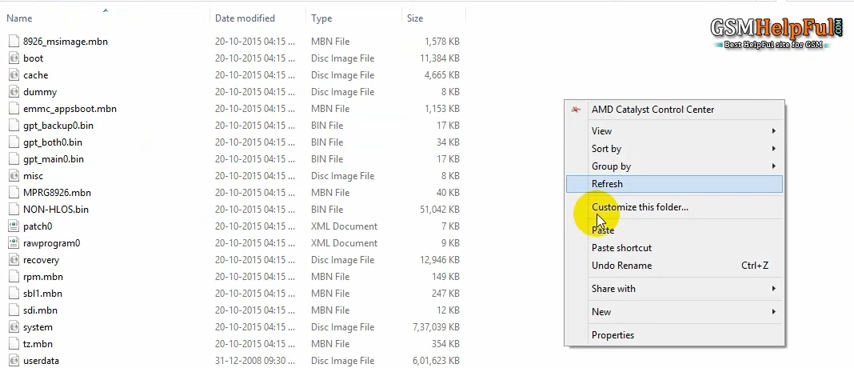 Name Date modified Type Size
8926_msimage.mbn 20-10-2015 04:15 ... MBN File 1,578 KB
boot 20-10-2015 04:15 ... Disc Image File 11,384 KB
cache 20-10-2015 04:15 ... Disc Image File 4,665 KB
dummy 20-10-2015 04:15 ... Disc Image File 8 KB
emmc_appsboot.mbn 20-10-2015 04:15 ... MBN File 1,153 KB
gpt_backup0.bin 20-10-2015 04:15 ... BIN File 17 KB
gpt_both0.bin 20-10-2015 04:15 ... BIN File 34 KB
gpt_main0.bin 20-10-2015 04:15 ... BIN File 17 KB
misc 20-10-2015 04:15 ... Disc Image File 8 KB
MPRG8926.mbn 20-10-2015 04:15 ... MBN File 40 KB
NON-HLOS.bin 20-10-2015 04:15 ... BIN File 51,042 KB
patch0 20-10-2015 04:15 ... XML Document 7 KB
rawprogram0 20-10-2015 04:15 ... XML Document 9 KB
recovery 20-10-2015 04:15 ... Disc Image File 12,946 KB
rpm.mbn 20-10-2015 04:15 ... MBN File 149 KB
sbl1.mbn 20-10-2015 04:15 ... MBN File 247 KB
sdi.mbn 20-10-2015 04:15 ... MBN File 12 KB
system 20-10-2015 04:15 ... Disc Image File 7,37,039 KB
tz.mbn 20-10-2015 04:15 ... MBN File 354 KB
userdata 31-12-2008 09:30 ... Disc Image File 6,01,623 KB
GSMHelpFul.COM
Best HelpFul site for GSM
AMD Catalyst Control Center
View
Sort by
Group by
Refresh
Customize this folder...
Paste
Paste shortcut
Undo Rename Ctrl+Z
Share with
New
Properties